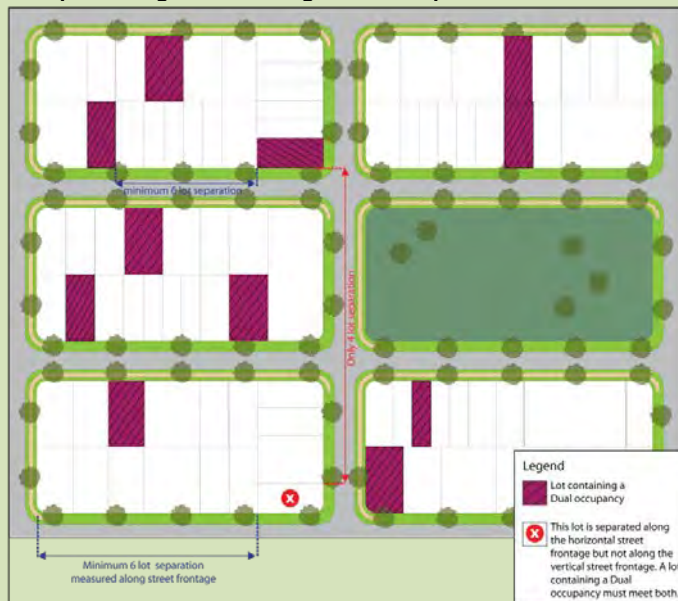 minimum 6 lot separation
Only 4 lot separation
X
Minimum 6 lot separation
measured along street frontage
Legend
Lot containing a
Dual occupancy
X
This lot is separated along
the horizontal street
frontage but not along the
vertical street frontage. A lot
containing a Dual
occupancy must meet both.